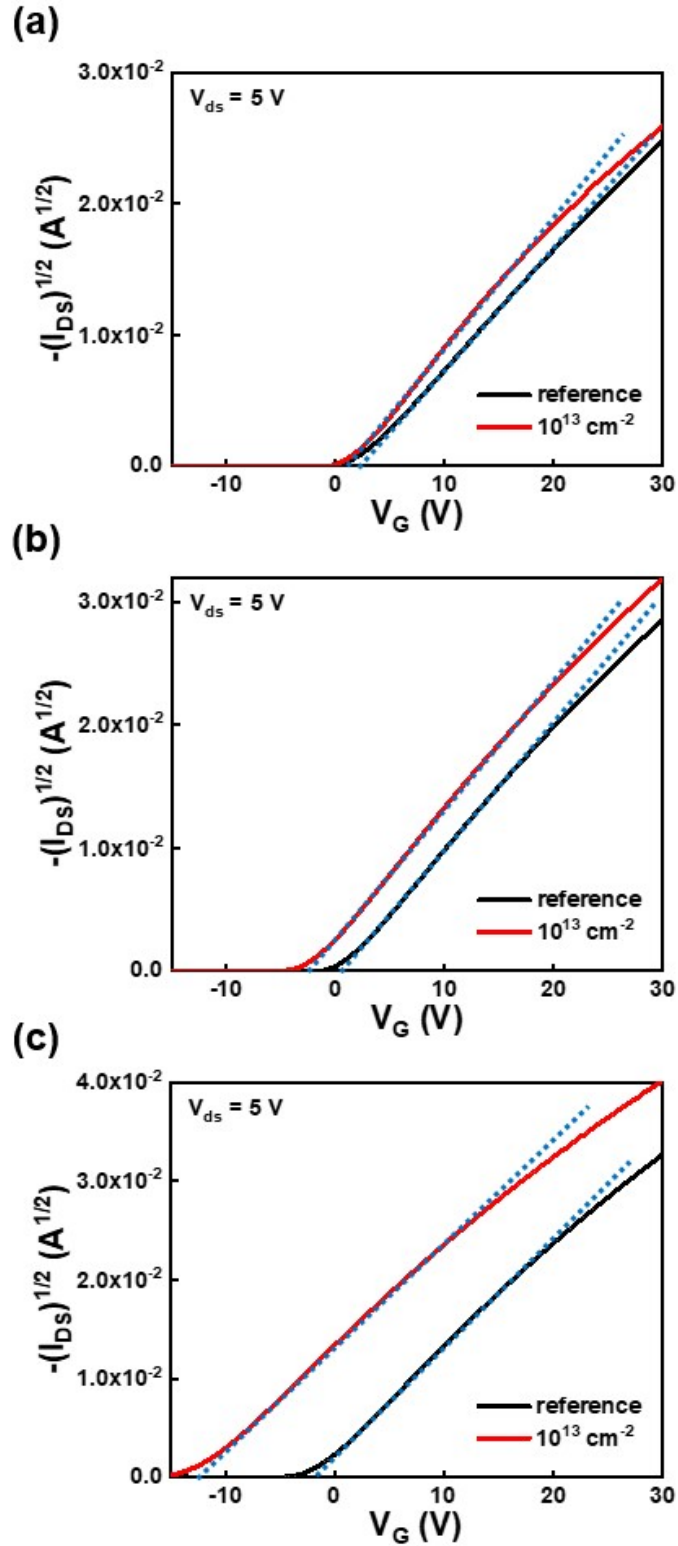 (a)
3.0x10⁻²
V_ds = 5 V
2.0x10⁻²
-(I_DS)^1/2 (A^1/2)
1.0x10⁻²
reference
10¹³ cm⁻²
0.0
-10 0 10 20 30
V_G (V)
(b)
3.0x10⁻²
V_ds = 5 V
2.0x10⁻²
-(I_DS)^1/2 (A^1/2)
1.0x10⁻²
reference
10¹³ cm⁻²
0.0
-10 0 10 20 30
V_G (V)
(c)
4.0x10⁻²
V_ds = 5 V
3.0x10⁻²
-(I_DS)^1/2 (A^1/2)
2.0x10⁻²
1.0x10⁻²
reference
10¹³ cm⁻²
0.0
-10 0 10 20 30
V_G (V)